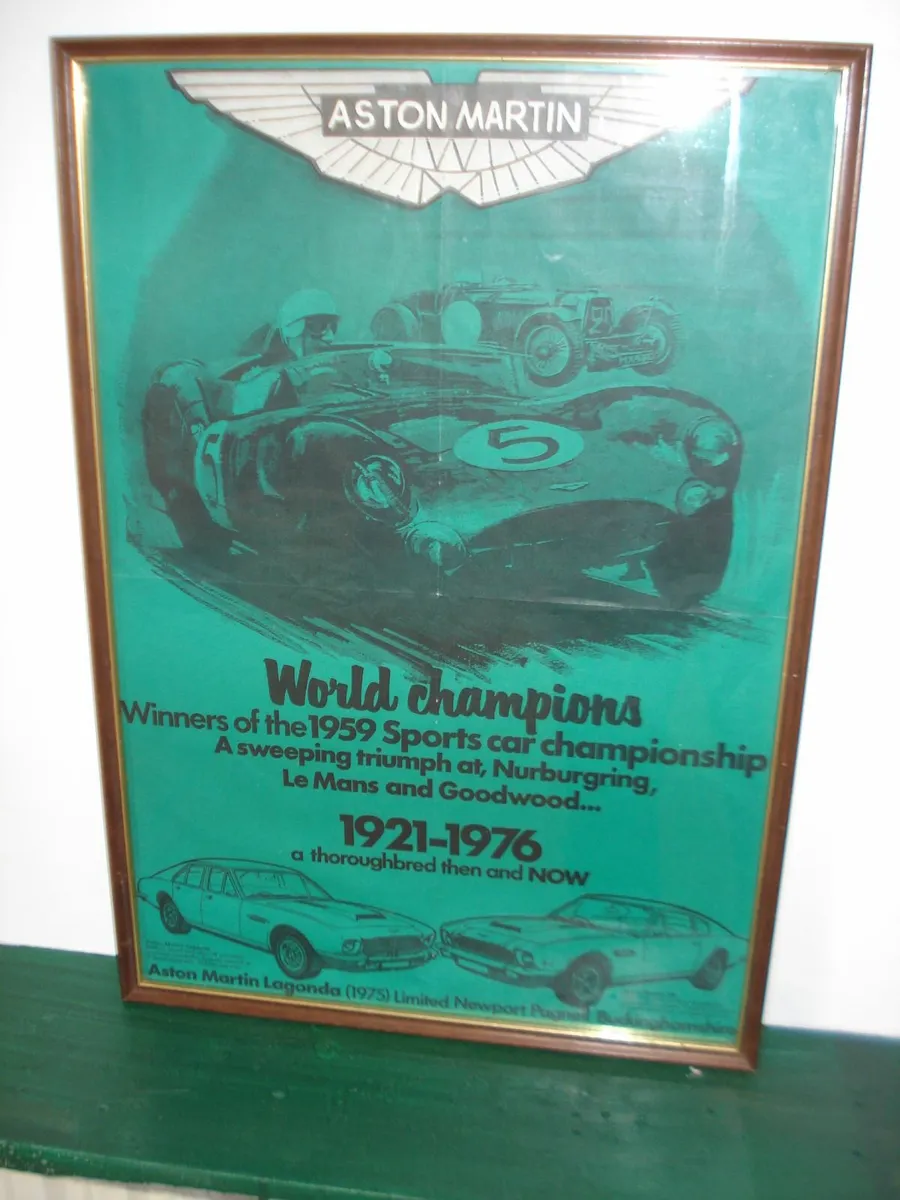 ASTON MARTIN
5
5
World champions
Winners of the 1959 Sports car championship
A sweeping triumph at, Nurburgring,
Le Mans and Goodwood...
1921-1976
a thoroughbred then and NOW
Aston Martin Lagonda (1975) Limited Newport Pagnell Buckinghamshire